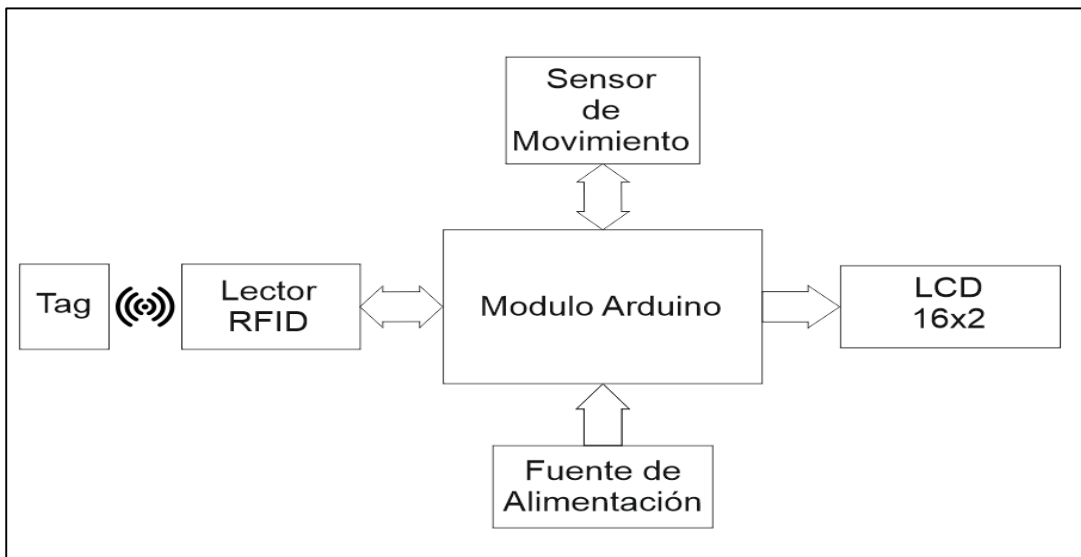 Sensor
de
Movimiento
Tag
Lector
RFID
Modulo Arduino
LCD
16x2
Fuente de
Alimentación